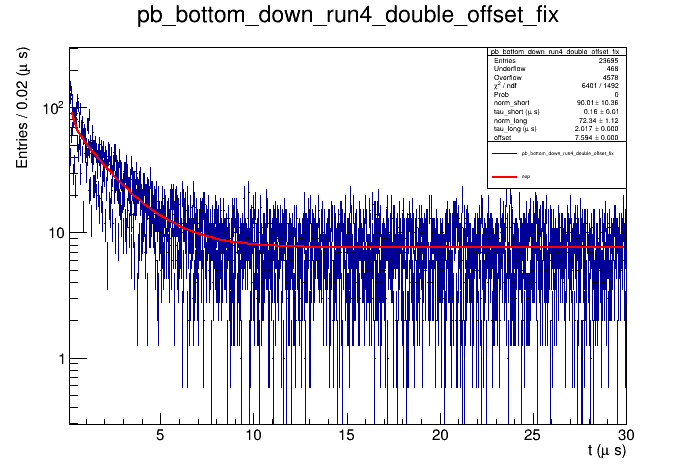 pb_bottom_down_run4_double_offset_fix
Entries / 0.02 (μ s)
pb_bottom_down_run4_double_offset_fix
Entries 23695
Underflow 468
Overflow 4578
χ² / ndf 6401 / 1492
Prob 0
norm_short 90.01 ± 10.36
tau_short (μ s) 0.16 ± 0.01
norm_long 72.34 ± 1.12
tau_long (μ s) 2.017 ± 0.000
offset 7.594 ± 0.000
pb_bottom_down_run4_double_offset_fix
exp
10²
10
1
5 10 15 20 25 30
t (μ s)